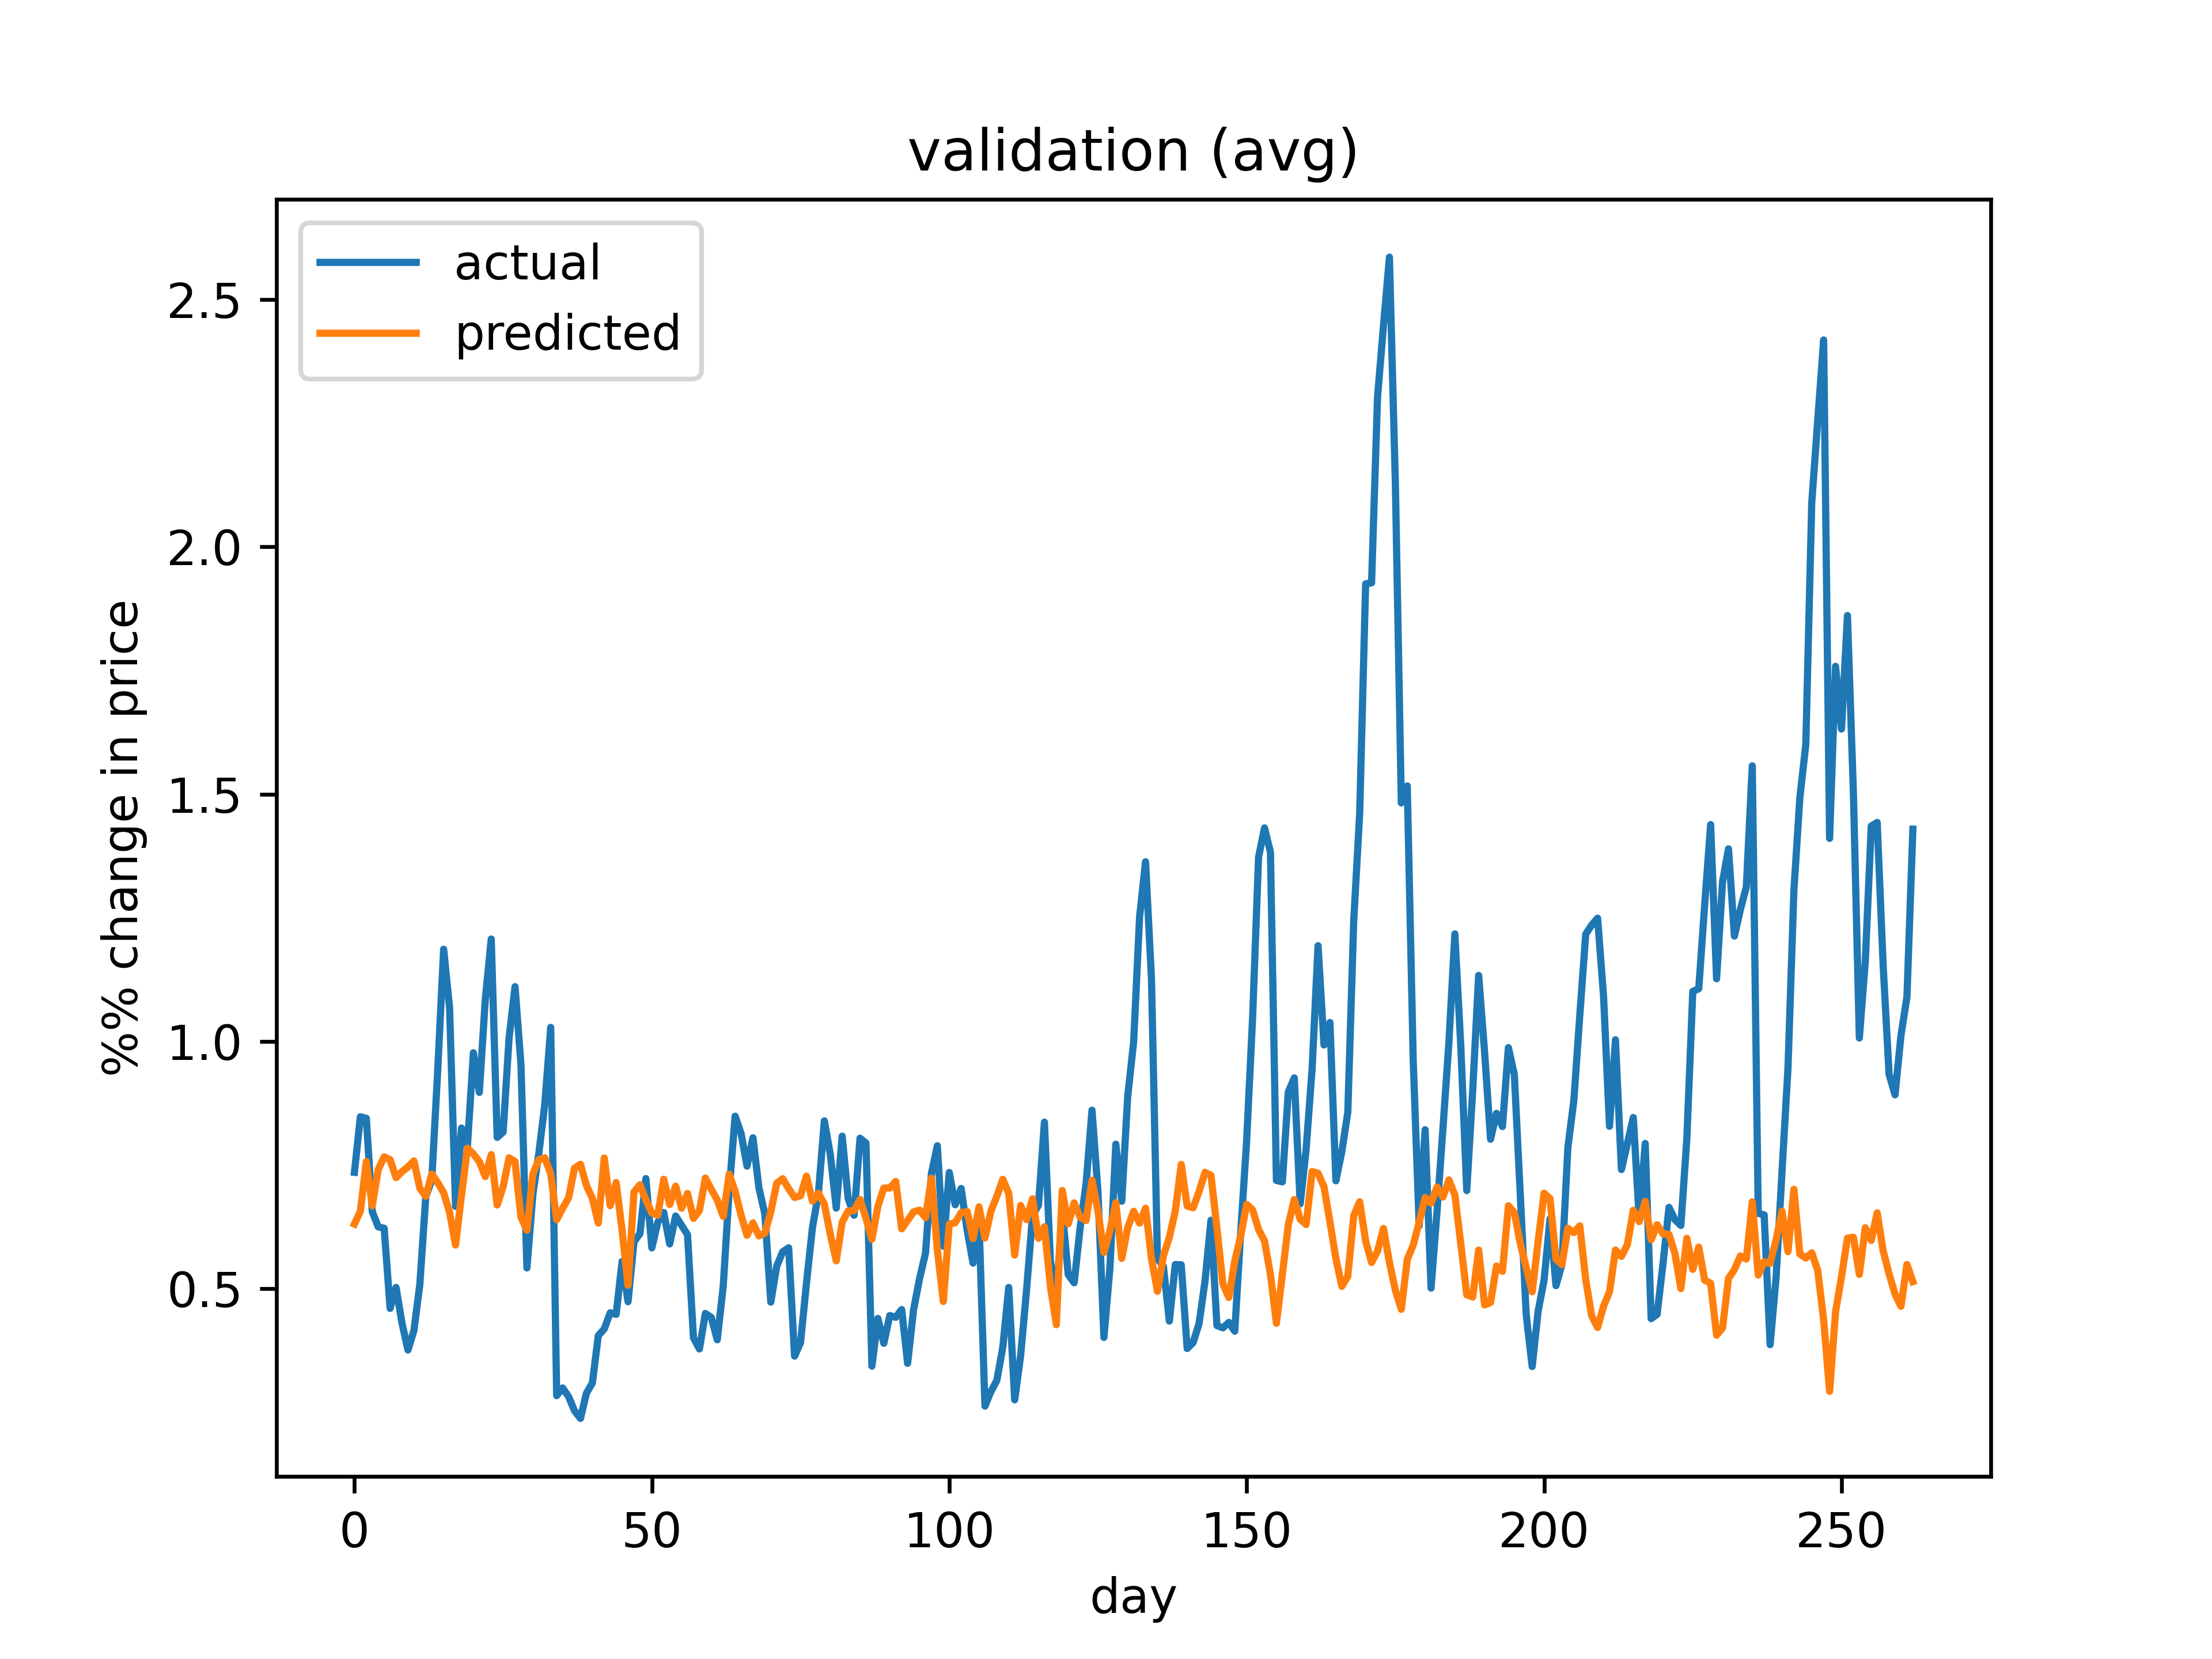 validation (avg)
actual
predicted
%% change in price
2.5
2.0
1.5
1.0
0.5
0 50 100 150 200 250
day